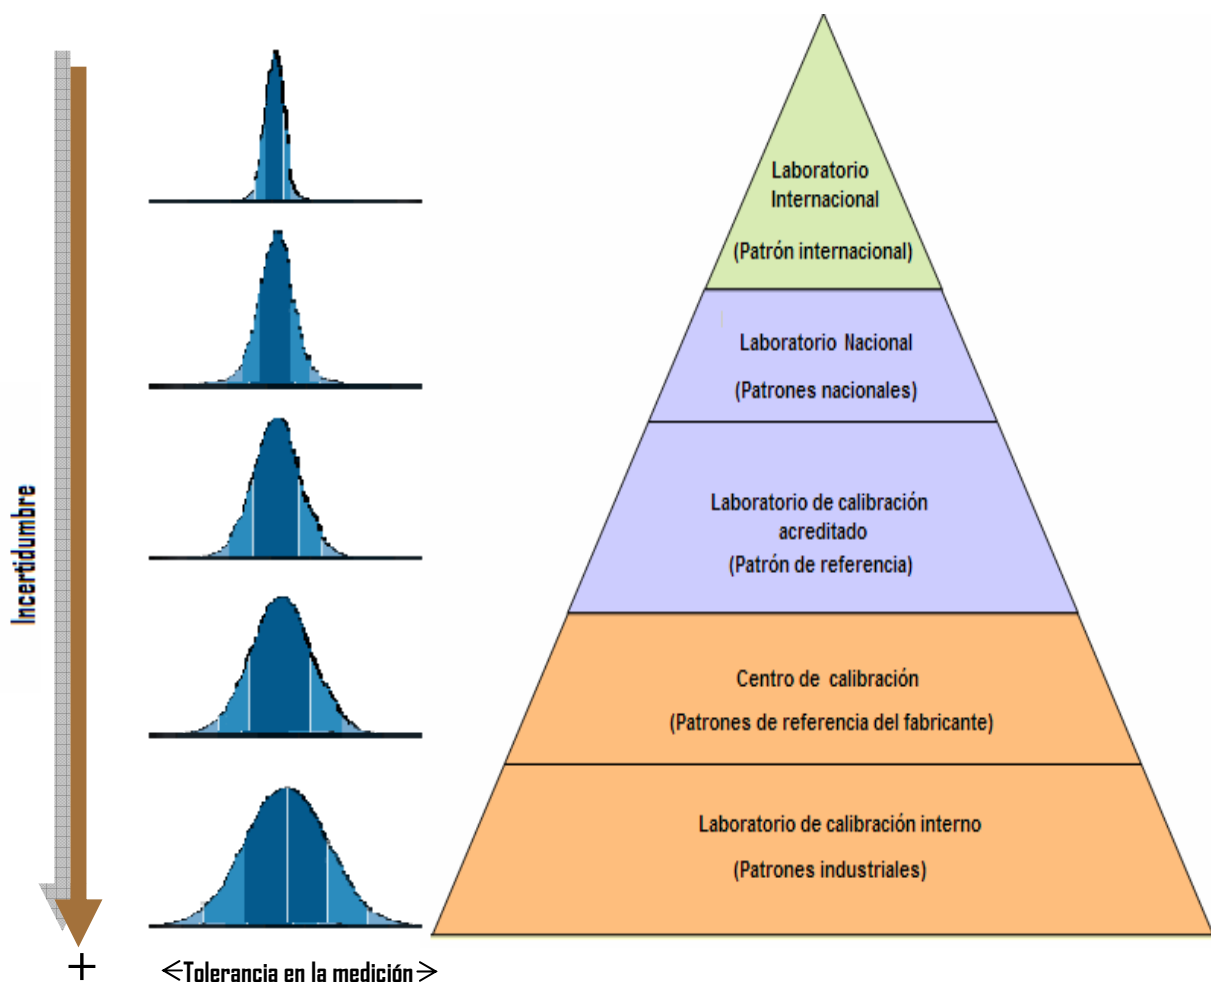 Laboratorio
Internacional
(Patrón internacional)
Laboratorio Nacional
(Patrones nacionales)
Laboratorio de calibración
acreditado
(Patrón de referencia)
Centro de calibración
(Patrones de referencia del fabricante)
Laboratorio de calibración interno
(Patrones industriales)
Incertidumbre
+
Tolerancia en la medición